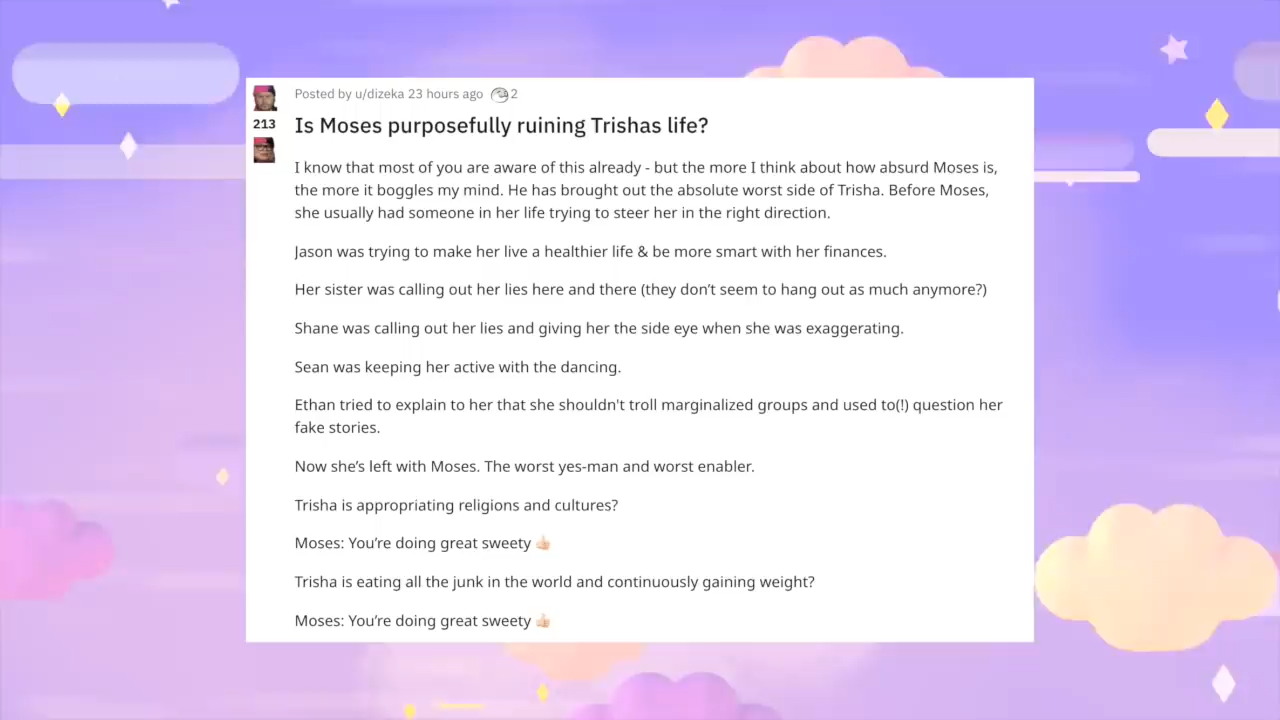 Posted by u/dizeka 23 hours ago 2
213
Is Moses purposefully ruining Trishas life?
I know that most of you are aware of this already - but the more I think about how absurd Moses is,
the more it boggles my mind. He has brought out the absolute worst side of Trisha. Before Moses,
she usually had someone in her life trying to steer her in the right direction.
Jason was trying to make her live a healthier life & be more smart with her finances.
Her sister was calling out her lies here and there (they don’t seem to hang out as much anymore?)
Shane was calling out her lies and giving her the side eye when she was exaggerating.
Sean was keeping her active with the dancing.
Ethan tried to explain to her that she shouldn't troll marginalized groups and used to(!) question her
fake stories.
Now she’s left with Moses. The worst yes-man and worst enabler.
Trisha is appropriating religions and cultures?
Moses: You’re doing great sweety 👍🏻
Trisha is eating all the junk in the world and continuously gaining weight?
Moses: You’re doing great sweety 👍🏻